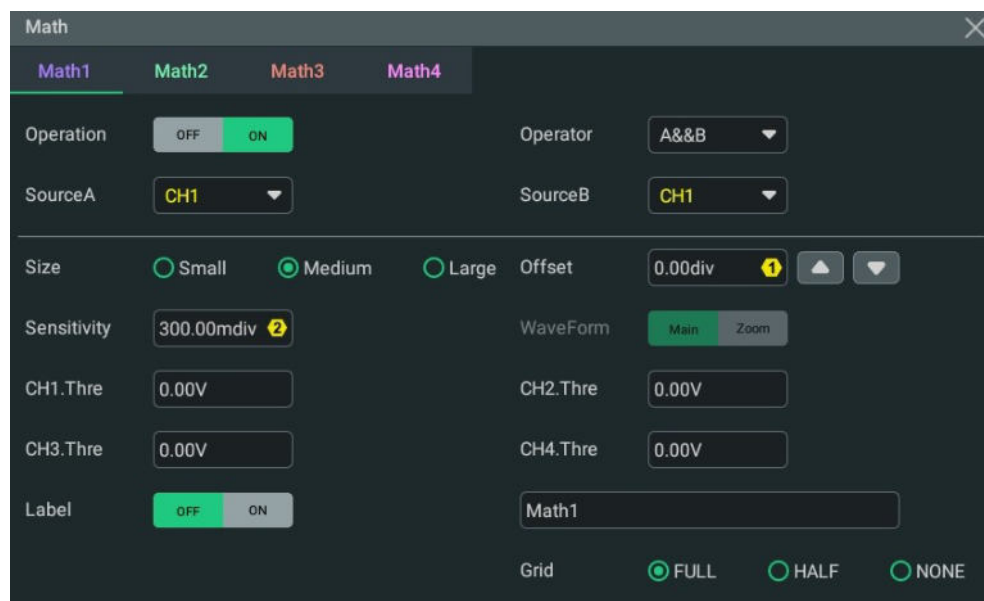 Math
Math1 Math2 Math3 Math4
Operation OFF ON Operator A&&B
SourceA CH1 SourceB CH1
Size Small Medium Large Offset 0.00div 1
Sensitivity 300.00mdiv 2 WaveForm Main Zoom
CH1.Thre 0.00V CH2.Thre 0.00V
CH3.Thre 0.00V CH4.Thre 0.00V
Label OFF ON Math1
Grid FULL HALF NONE